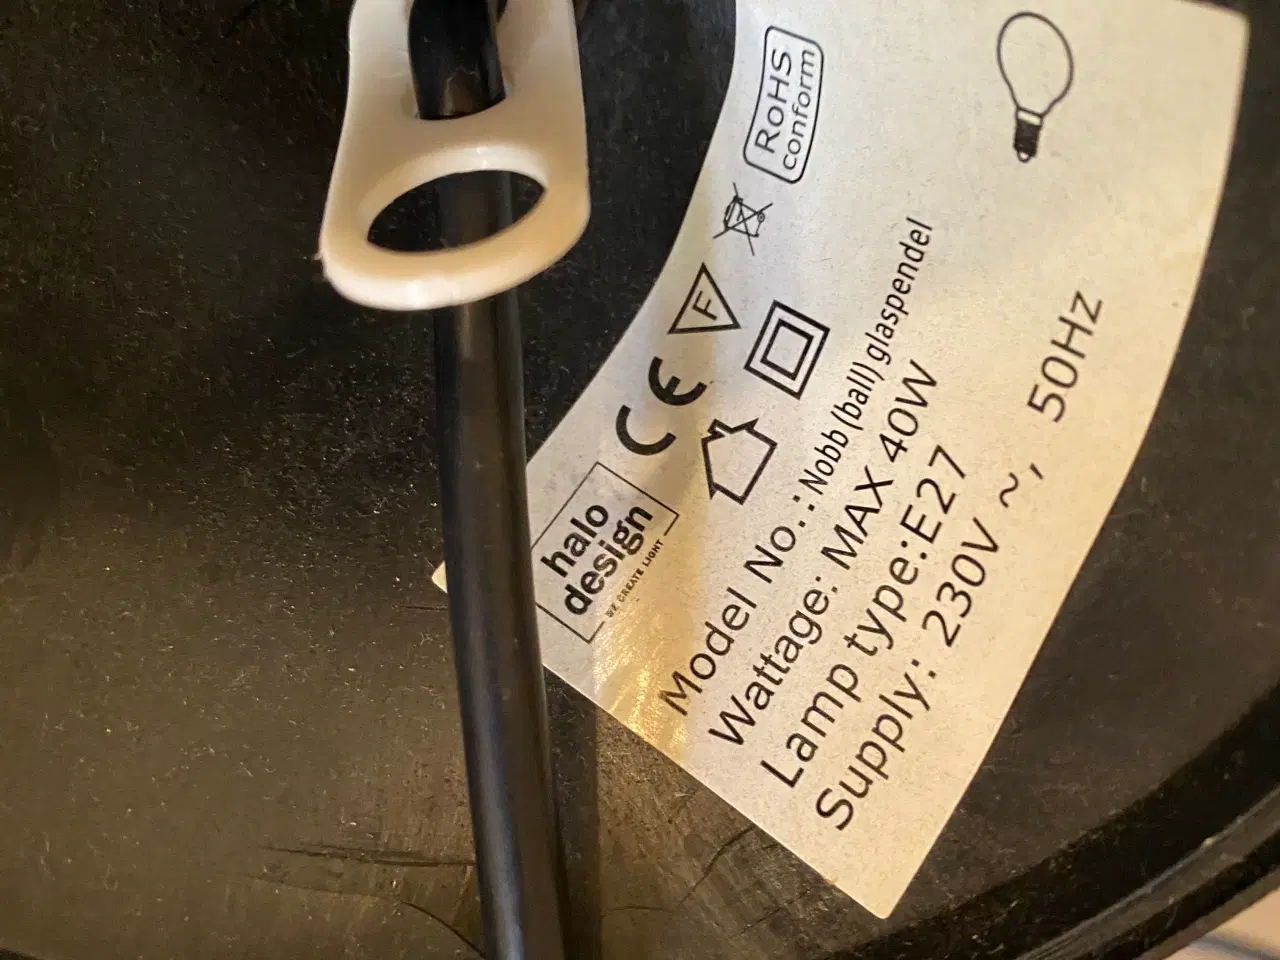 halo
design
WE CREATE LIGHT
CE
F
RoHS
conform
Model No.: Nobb (ball) glaspendel
Wattage: MAX 40W
Lamp type:E27
Supply: 230V ~, 50Hz